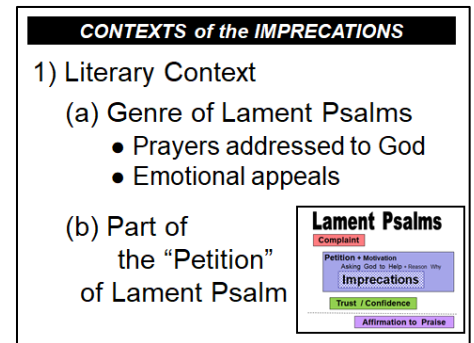 CONTEXTS of the IMPRECATIONS
1) Literary Context
(a) Genre of Lament Psalms
● Prayers addressed to God
● Emotional appeals
(b) Part of
the “Petition”
of Lament Psalm
Lament Psalms
Complaint
Petition + Motivation
Asking God to Help + Reason Why
Imprecations
Trust / Confidence
Affirmation to Praise